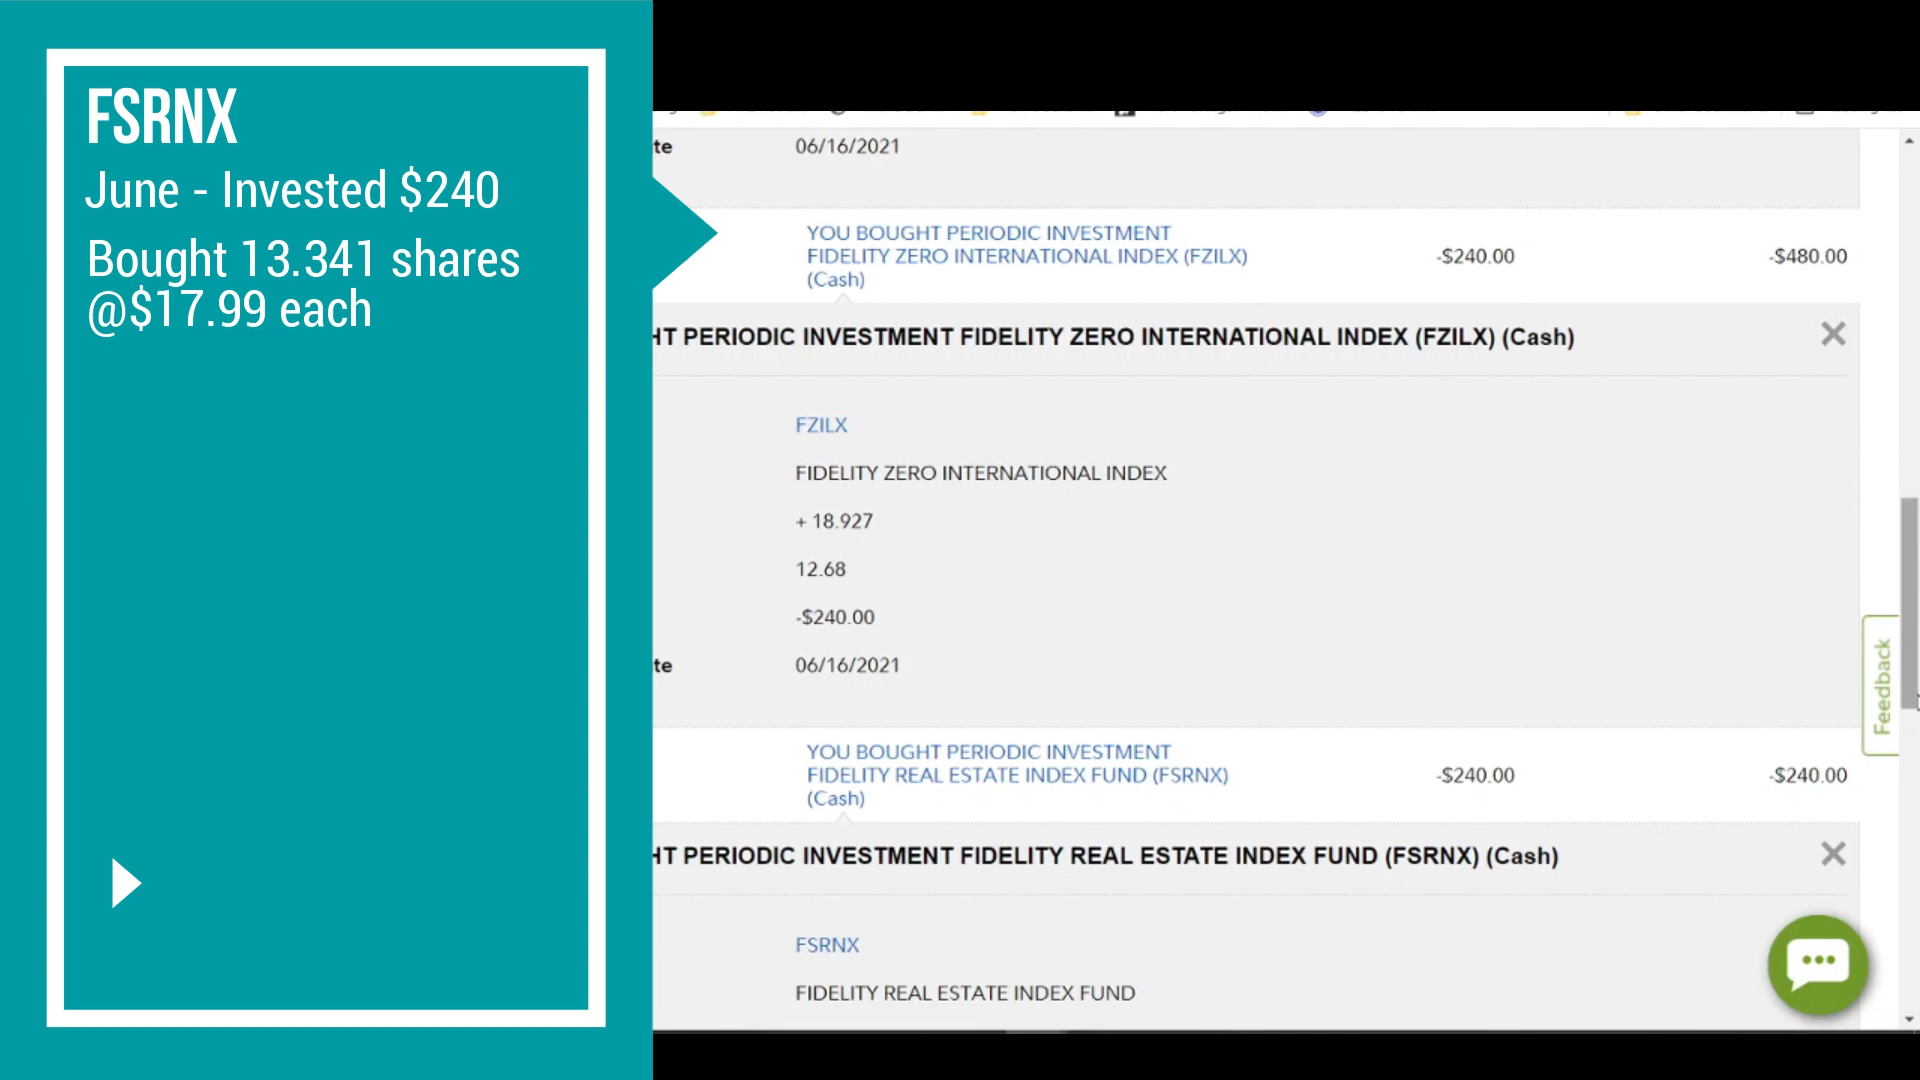 FSRNX
June - Invested $240
Bought 13.341 shares
@$17.99 each
te 06/16/2021
YOU BOUGHT PERIODIC INVESTMENT
FIDELITY ZERO INTERNATIONAL INDEX (FZILX) -$240.00 -$480.00
(Cash)
HT PERIODIC INVESTMENT FIDELITY ZERO INTERNATIONAL INDEX (FZILX) (Cash)
FZILX
FIDELITY ZERO INTERNATIONAL INDEX
+ 18.927
12.68
-$240.00
te 06/16/2021
Feedback
YOU BOUGHT PERIODIC INVESTMENT
FIDELITY REAL ESTATE INDEX FUND (FSRNX) -$240.00 -$240.00
(Cash)
HT PERIODIC INVESTMENT FIDELITY REAL ESTATE INDEX FUND (FSRNX) (Cash)
FSRNX
FIDELITY REAL ESTATE INDEX FUND